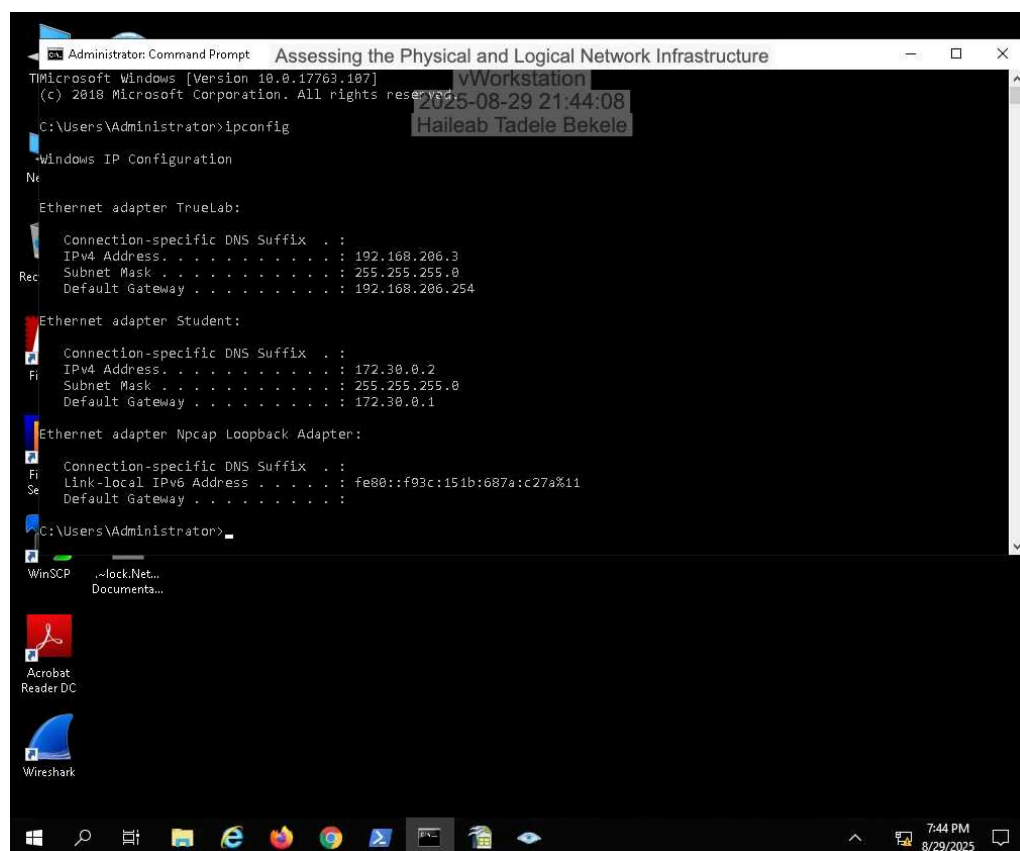 Administrator: Command Prompt
Assessing the Physical and Logical Network Infrastructure
vWorkstation
2025-08-29 21:44:08
Haileab Tadele Bekele
Microsoft Windows [Version 10.0.17763.107]
(c) 2018 Microsoft Corporation. All rights reserved.
C:\Users\Administrator>ipconfig
Windows IP Configuration
Ethernet adapter TrueLab:
Connection-specific DNS Suffix . :
IPv4 Address. . . . . . . . . . . : 192.168.206.3
Subnet Mask . . . . . . . . . . . : 255.255.255.0
Default Gateway . . . . . . . . . : 192.168.206.254
Ethernet adapter Student:
Connection-specific DNS Suffix . :
IPv4 Address. . . . . . . . . . . : 172.30.0.2
Subnet Mask . . . . . . . . . . . : 255.255.255.0
Default Gateway . . . . . . . . . : 172.30.0.1
Ethernet adapter Npcap Loopback Adapter:
Connection-specific DNS Suffix . :
Link-local IPv6 Address . . . . . : fe80::f93c:151b:687a:c27a%11
Default Gateway . . . . . . . . . :
C:\Users\Administrator>
WinSCP
.~lock.Net...
Documenta...
Acrobat
Reader DC
Wireshark
7:44 PM
8/29/2025